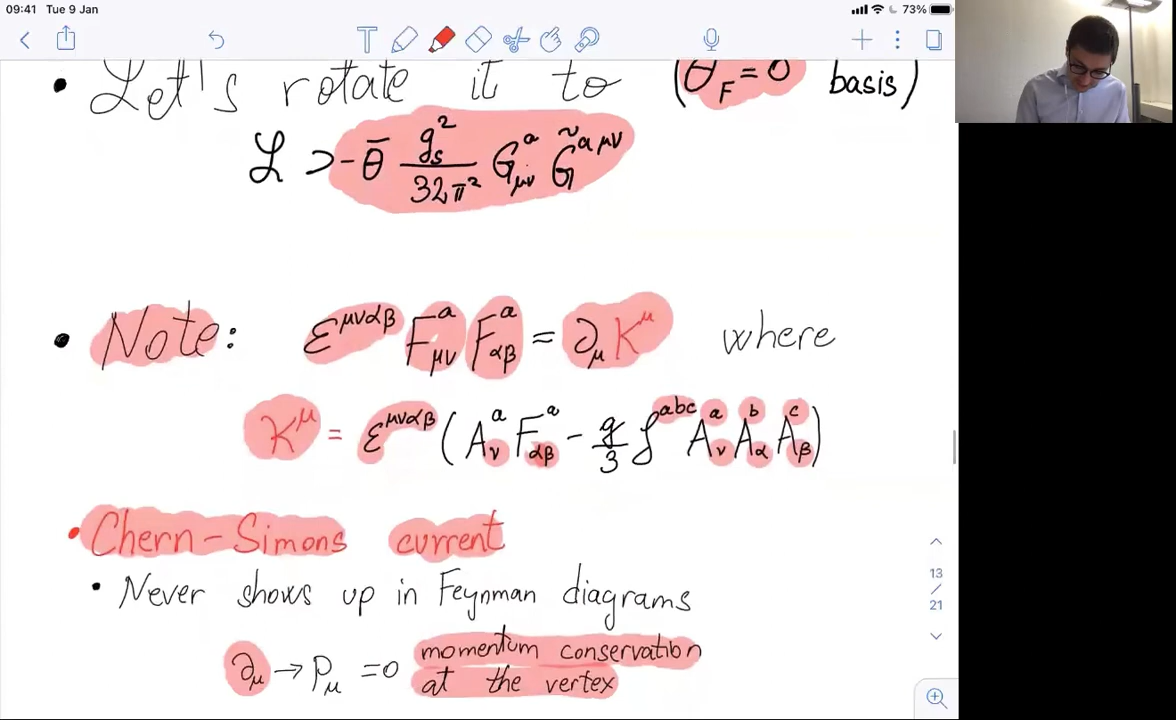 09:41 Tue 9 Jan 73%
• Let's rotate it to (θ_F = 0 basis)
ℒ ⊃ - θ̄ g_s²/32π² G^a_μν G̃^{a μν}
• Note: ε^{μναβ} F^a_μν F^a_αβ = ∂_μ K^μ where
K^μ = ε^{μναβ} (A^a_ν F^a_αβ - g/3 f^{abc} A^a_ν A^b_α A^c_β)
• Chern-Simons current
• Never shows up in Feynman diagrams
∂_μ → P_μ = 0 momentum conservation
at the vertex
13
/
21